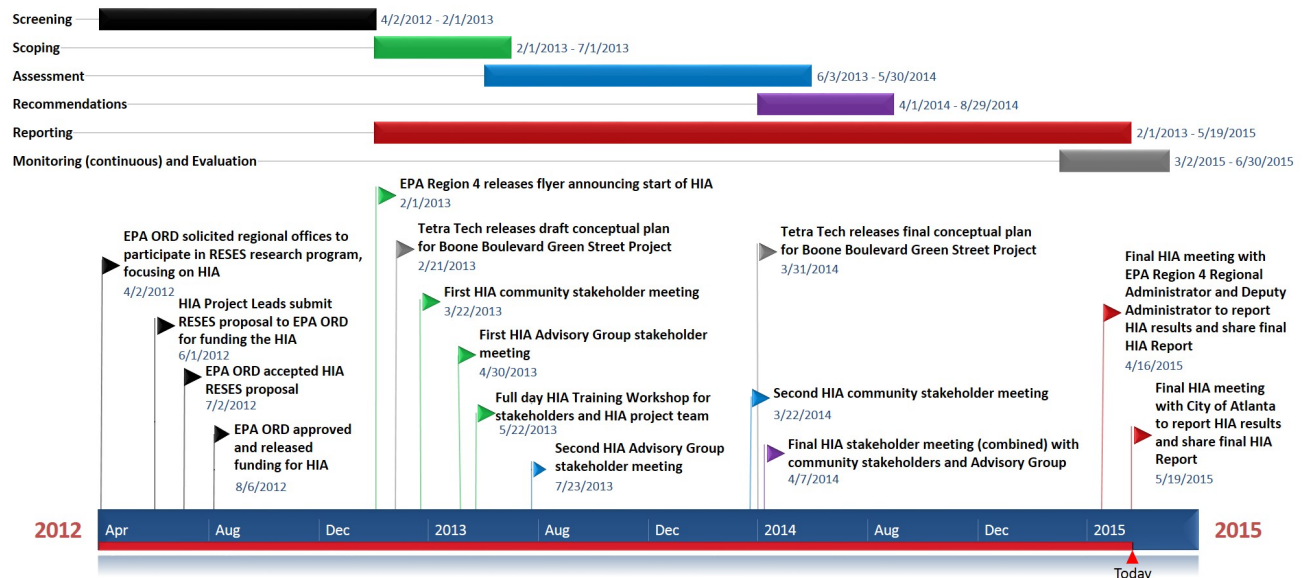 Screening
4/2/2012 - 2/1/2013
Scoping
2/1/2013 - 7/1/2013
Assessment
6/3/2013 - 5/30/2014
Recommendations
4/1/2014 - 8/29/2014
Reporting
2/1/2013 - 5/19/2015
Monitoring (continuous) and Evaluation
3/2/2015 - 6/30/2015
EPA Region 4 releases flyer announcing start of HIA
2/1/2013
EPA ORD solicited regional offices to
participate in RESES research program,
focusing on HIA
4/2/2012
HIA Project Leads submit
RESES proposal to EPA ORD
for funding the HIA
6/1/2012
EPA ORD accepted HIA
RESES proposal
7/2/2012
EPA ORD approved
and released
funding for HIA
8/6/2012
Tetra Tech releases draft conceptual plan
for Boone Boulevard Green Street Project
2/21/2013
First HIA community stakeholder meeting
3/22/2013
First HIA Advisory Group stakeholder
meeting
4/30/2013
Full day HIA Training Workshop for
stakeholders and HIA project team
5/22/2013
Second HIA Advisory Group
stakeholder meeting
7/23/2013
Tetra Tech releases final conceptual plan
for Boone Boulevard Green Street Project
3/31/2014
Second HIA community stakeholder meeting
3/22/2014
Final HIA stakeholder meeting (combined) with
community stakeholders and Advisory Group
4/7/2014
Final HIA meeting with
EPA Region 4 Regional
Administrator and Deputy
Administrator to report
HIA results and share final
HIA Report
4/16/2015
Final HIA meeting
with City of Atlanta
to report HIA results
and share final HIA
Report
5/19/2015
2012
Apr
Aug
Dec
2013
Aug
Dec
2014
Aug
Dec
2015
2015
Today